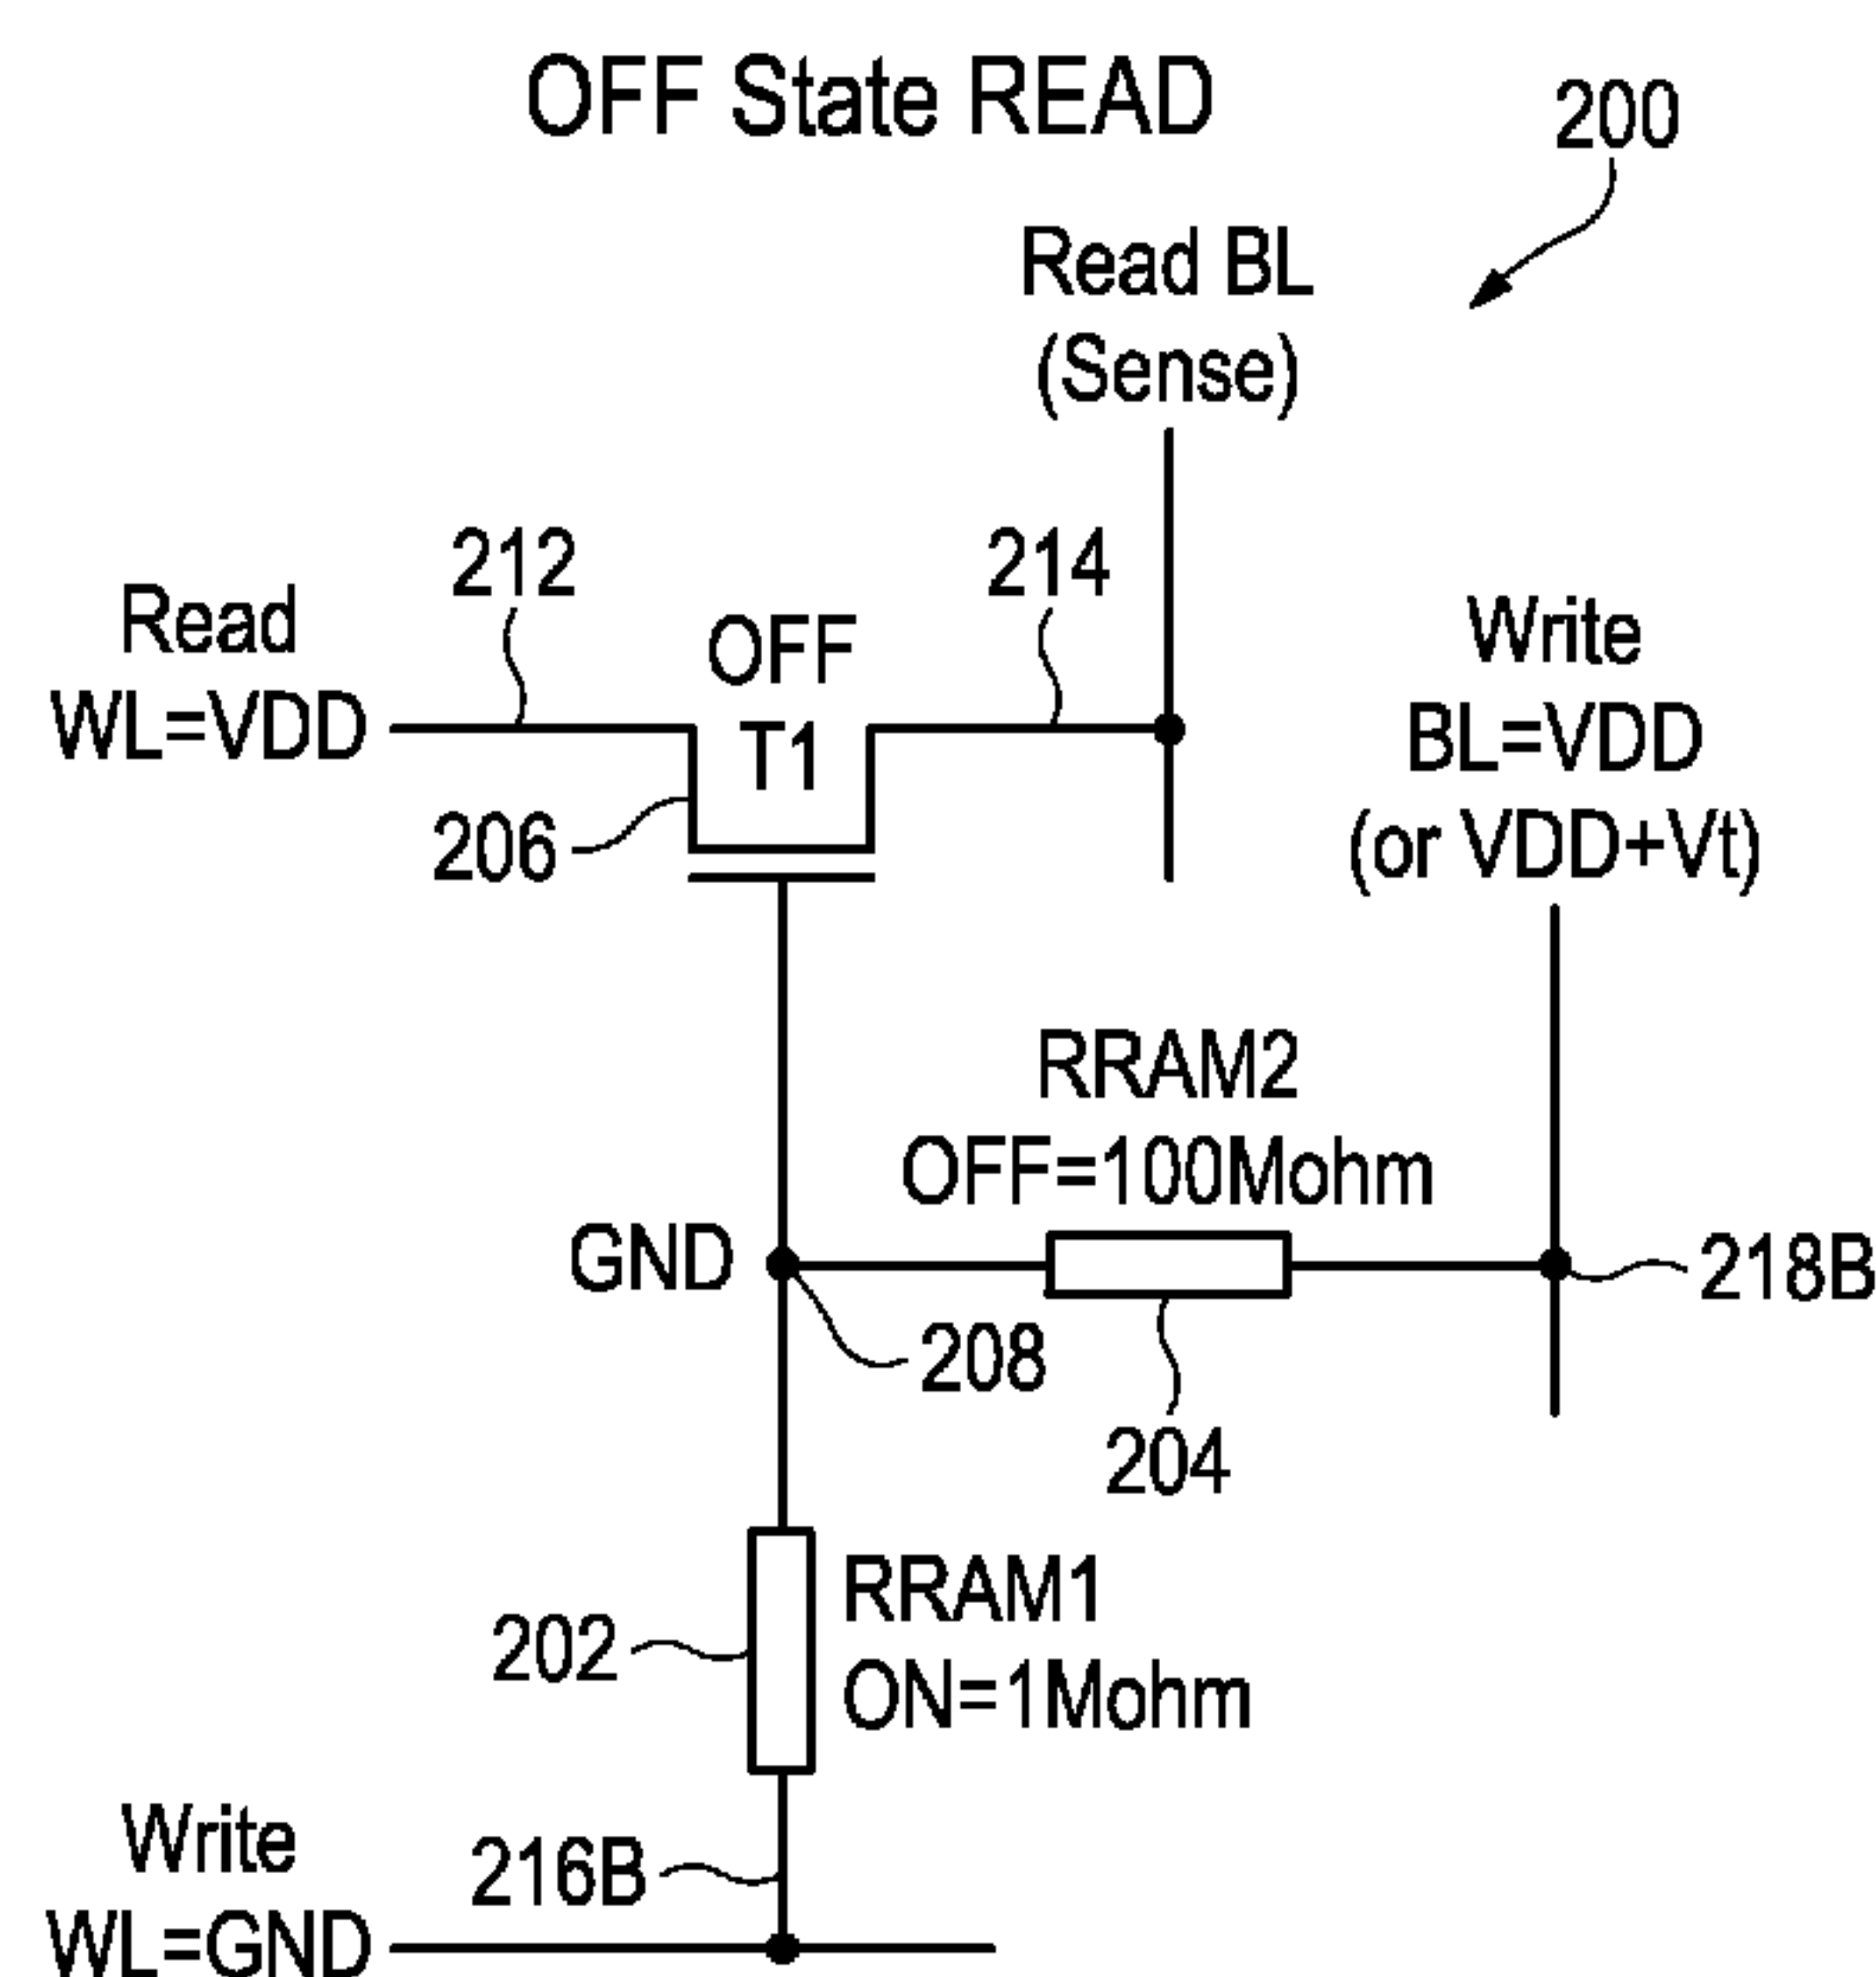 OFF State READ
200
Read BL
(Sense)
212
214
Read
WL=VDD
OFF
T1
Write
BL=VDD
(or VDD+Vt)
206
RRAM2
OFF=100Mohm
GND
218B
208
204
RRAM1
ON=1Mohm
202
Write
WL=GND
216B